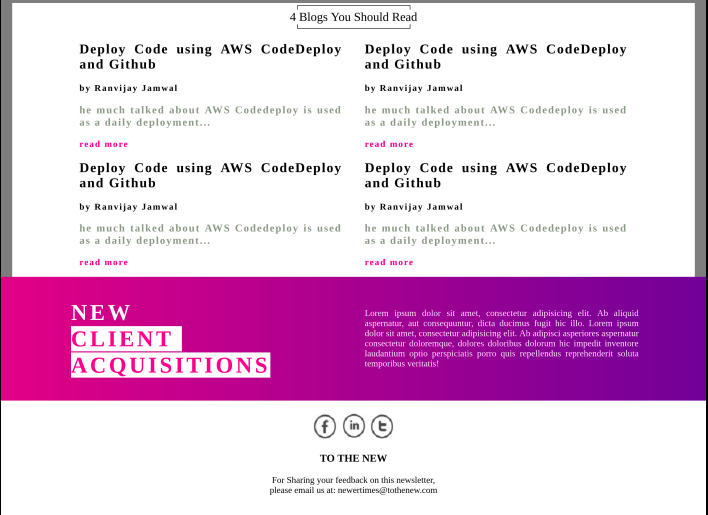 4 Blogs You Should Read
Deploy Code using AWS CodeDeploy
and Github
by Ranvijay Jamwal
he much talked about AWS Codedeploy is used
as a daily deployment...
read more
Deploy Code using AWS CodeDeploy
and Github
by Ranvijay Jamwal
he much talked about AWS Codedeploy is used
as a daily deployment...
read more
Deploy Code using AWS CodeDeploy
and Github
by Ranvijay Jamwal
he much talked about AWS Codedeploy is used
as a daily deployment...
read more
Deploy Code using AWS CodeDeploy
and Github
by Ranvijay Jamwal
he much talked about AWS Codedeploy is used
as a daily deployment...
read more
NEW
CLIENT
ACQUISITIONS
Lorem ipsum dolor sit amet, consectetur adipisicing elit. Ab aliquid
aspernatur, aut consequuntur, dicta ducimus fugit hic illo. Lorem ipsum
dolor sit amet, consectetur adipisicing elit. Ab adipisci asperiores aspernatur
consectetur doloremque, dolores doloribus dolorum hic impedit inventore
laudantium optio perspiciatis porro quis repellendus reprehenderit soluta
temporibus veritatis!
f in t
TO THE NEW
For Sharing your feedback on this newsletter,
please email us at: newertimes@tothenew.com